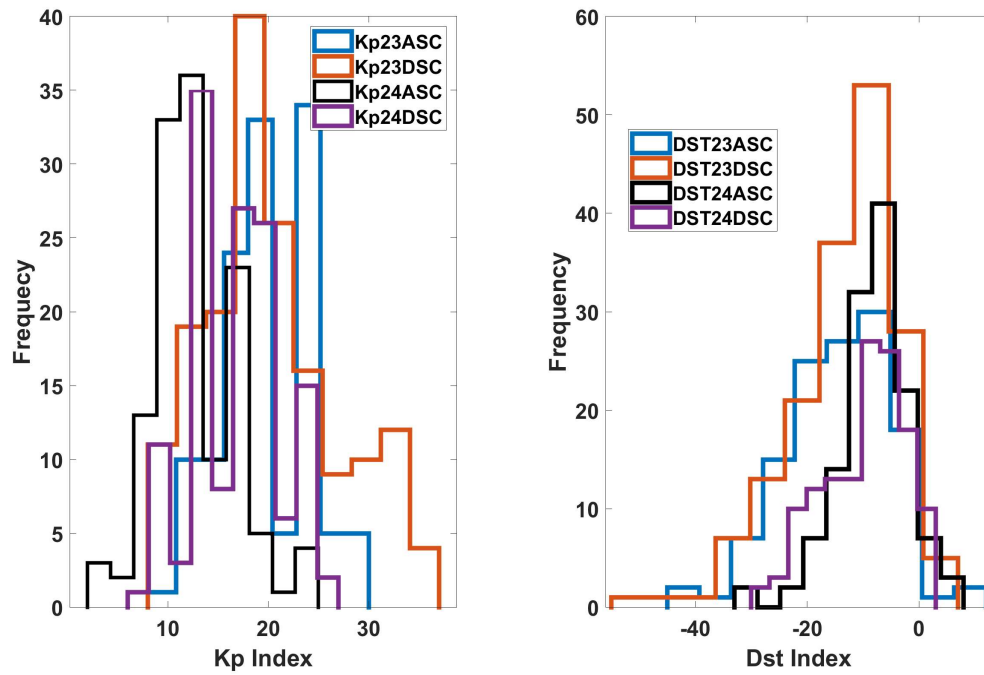 40
35
30
25
20
15
10
5
0
10
20
30
Frequecy
Kp Index
Kp23ASC
Kp23DSC
Kp24ASC
Kp24DSC
60
50
40
30
20
10
0
-40
-20
0
Frequency
Dst Index
DST23ASC
DST23DSC
DST24ASC
DST24DSC